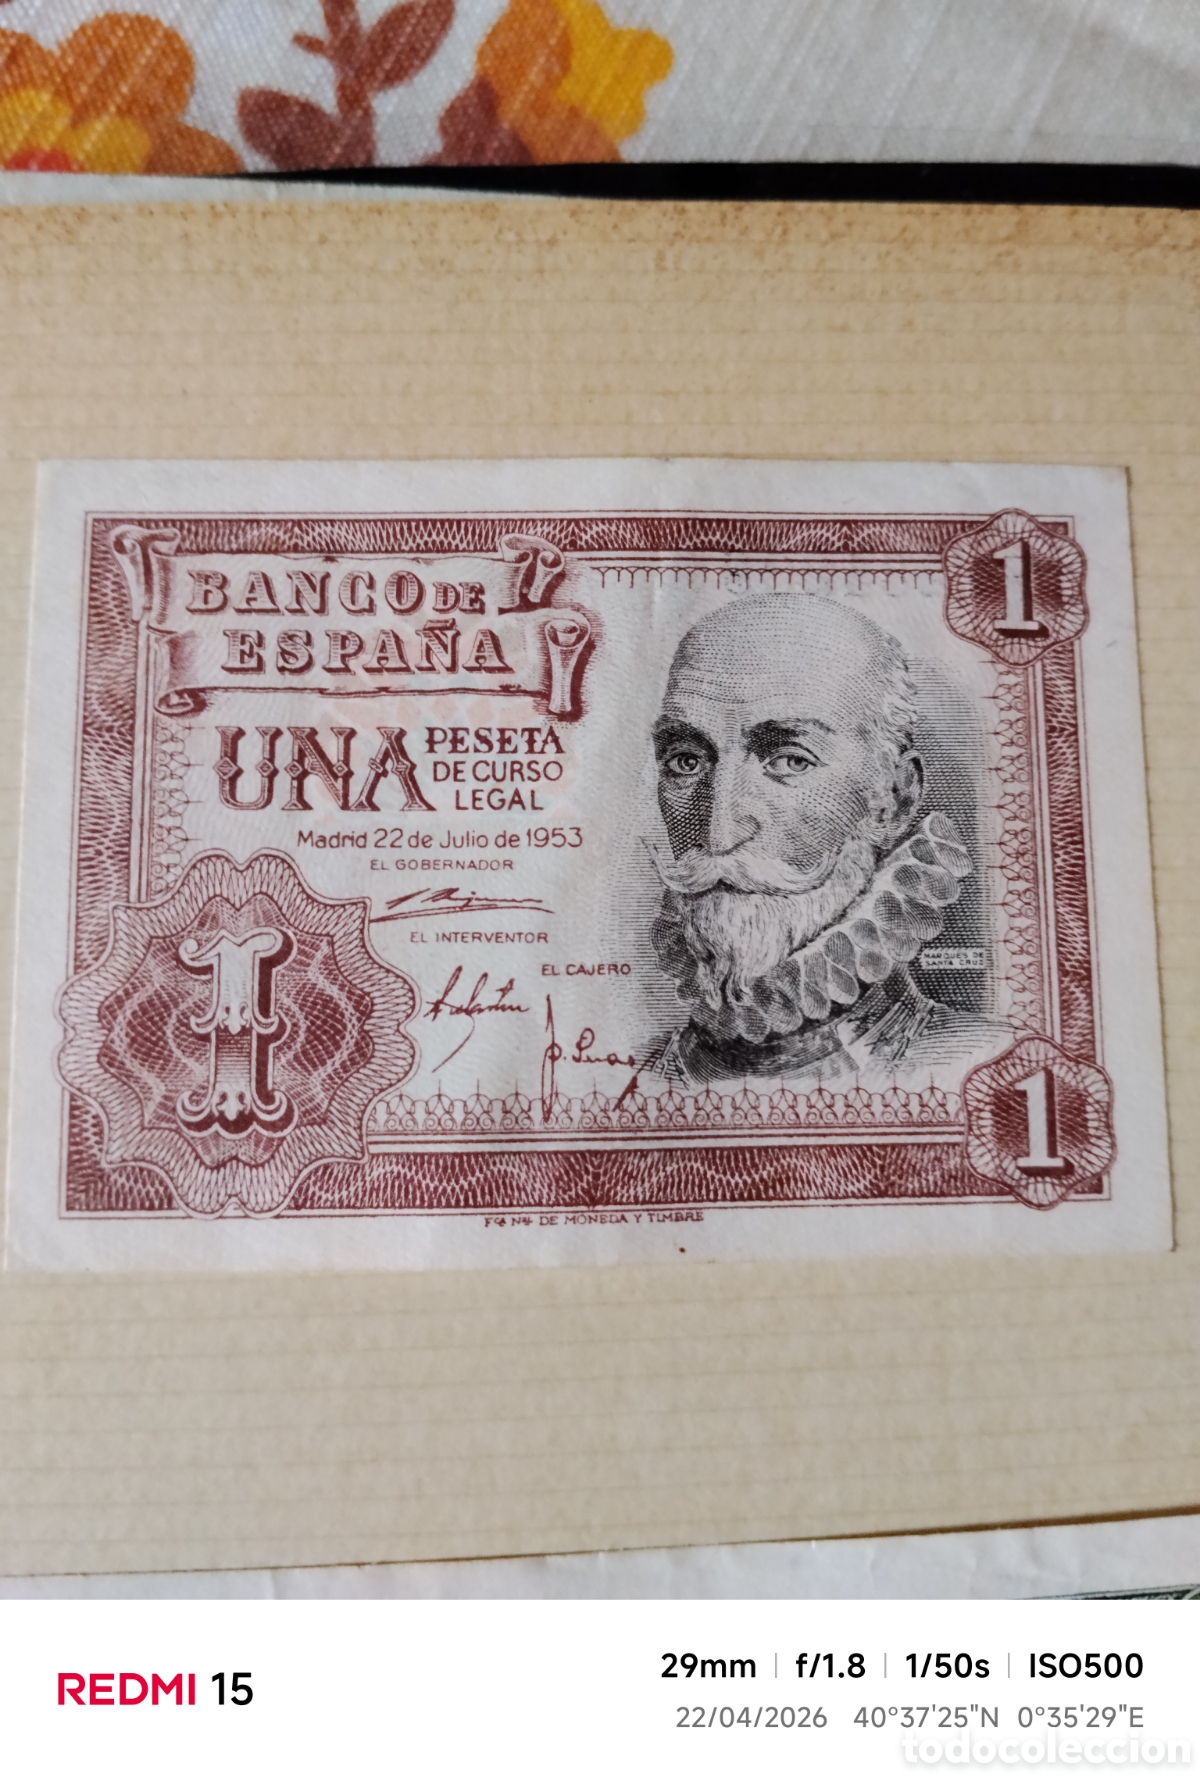 BANCO DE
ESPAÑA
UNA PESETA
DE CURSO
LEGAL
Madrid 22 de Julio de 1953
EL GOBERNADOR
EL INTERVENTOR
EL CAJERO
MARQUES DE
SANTA CRUZ
1
1
1
FCA NAL DE MONEDA Y TIMBRE
REDMI 15
29mm | f/1.8 | 1/50s | ISO500
22/04/2026 40°37'25"N 0°35'29"E
todocoleccion